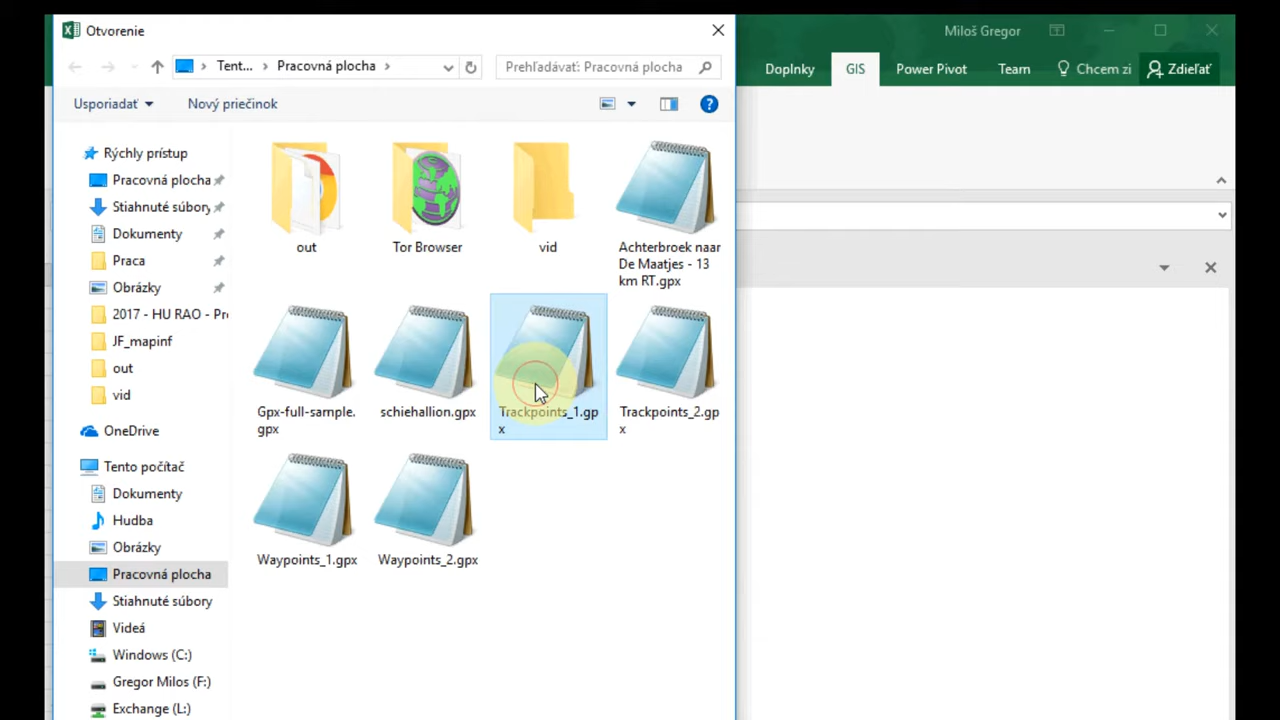 Otvorenie
Miloš Gregor
Tent...
Pracovná plocha
Prehľadávať: Pracovná plocha
Doplnky
GIS
Power Pivot
Team
Chcem zi
Zdieľať
Usporiadať
Nový priečinok
Rýchly prístup
Pracovná plocha
Stiahnuté súbory
Dokumenty
Praca
Obrázky
2017 - HU RAO - Pr
JF_mapinf
out
vid
OneDrive
Tento počítač
Dokumenty
Hudba
Obrázky
Pracovná plocha
Stiahnuté súbory
Videá
Windows (C:)
Gregor Milos (F:)
Exchange (L:)
out
Tor Browser
vid
Achterbroek naar
De Maatjes - 13
km RT.gpx
Gpx-full-sample.
gpx
schiehallion.gpx
Trackpoints_1.gp
x
Trackpoints_2.gp
x
Waypoints_1.gpx
Waypoints_2.gpx